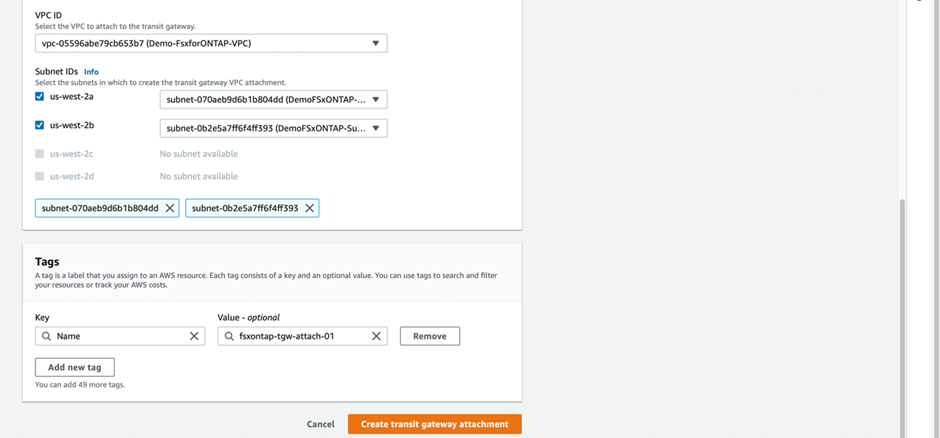 VPC ID
Select the VPC to attach to the transit gateway.
vpc-05596abe79cb653b7 (Demo-FsxforONTAP-VPC)
Subnet IDs Info
Select the subnets in which to create the transit gateway VPC attachment.
us-west-2a subnet-070aeb9d6b1b804dd (DemoFSxONTAP-...
us-west-2b subnet-0b2e5a7ff6f4ff393 (DemoFSxONTAP-Su...
us-west-2c No subnet available
us-west-2d No subnet available
subnet-070aeb9d6b1b804dd subnet-0b2e5a7ff6f4ff393
Tags
A tag is a label that you assign to an AWS resource. Each tag consists of a key and an optional value. You can use tags to search and filter
your resources or track your AWS costs.
Key Value - optional
Name fsxontap-tgw-attach-01 Remove
Add new tag
You can add 49 more tags.
Cancel Create transit gateway attachment